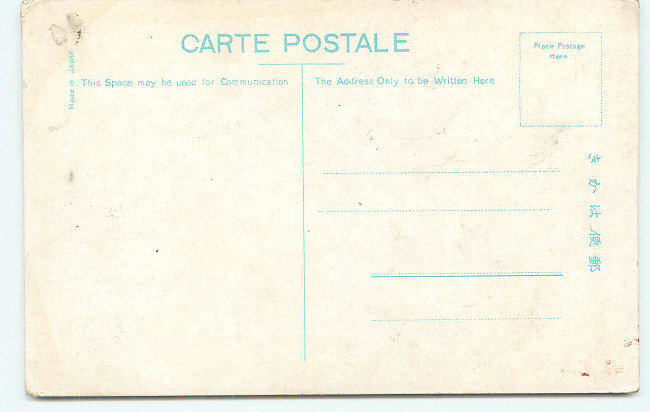 CARTE POSTALE
Made in Japan
This Space may be used for Communication
The Address Only to be Written Here
Place Postage
Here
郵便はかき